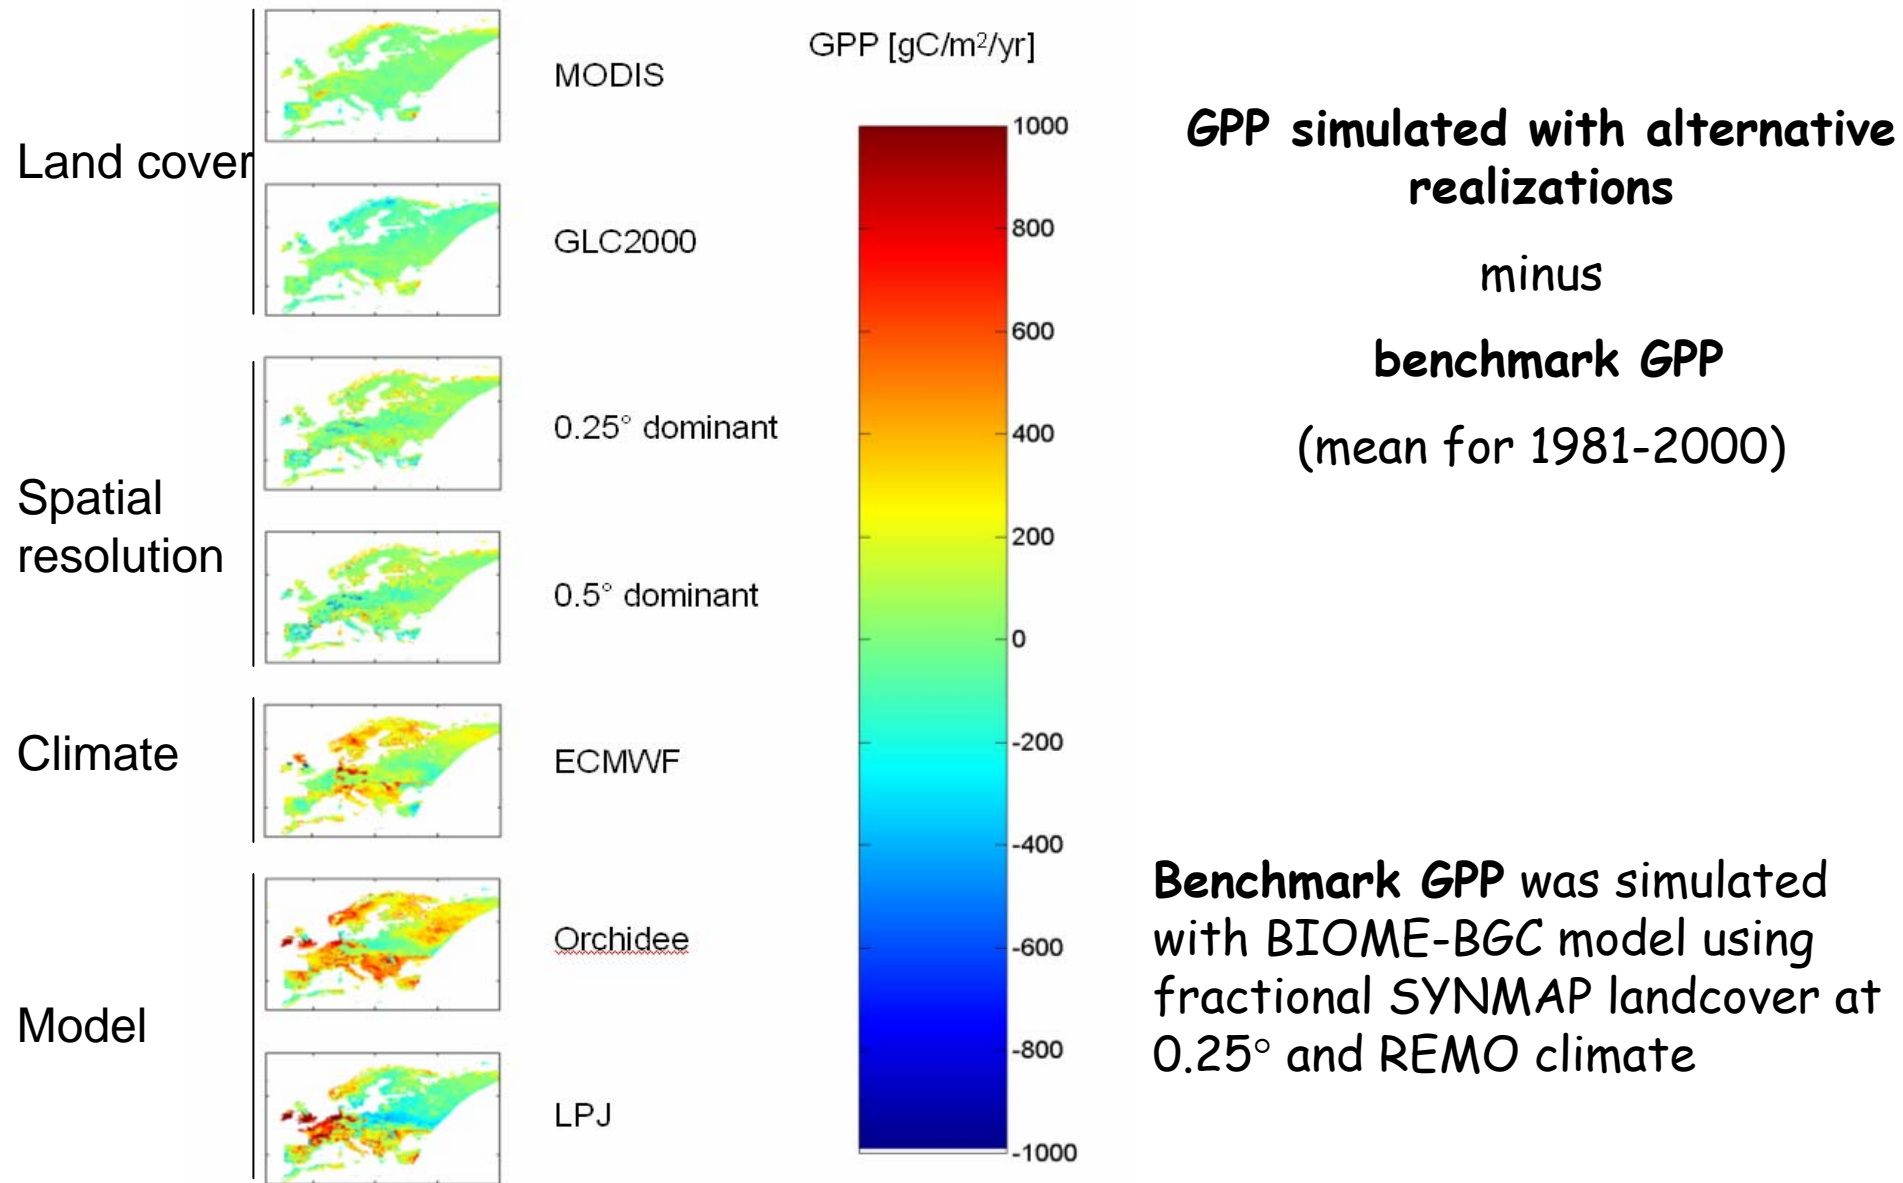 Land cover
MODIS
GLC2000
Spatial
resolution
0.25° dominant
0.5° dominant
Climate
ECMWF
Model
Orchidee
LPJ
GPP [gC/m²/yr]
1000
800
600
400
200
0
-200
-400
-600
-800
-1000
GPP simulated with alternative
realizations
minus
benchmark GPP
(mean for 1981-2000)
Benchmark GPP was simulated
with BIOME-BGC model using
fractional SYNMAP landcover at
0.25° and REMO climate